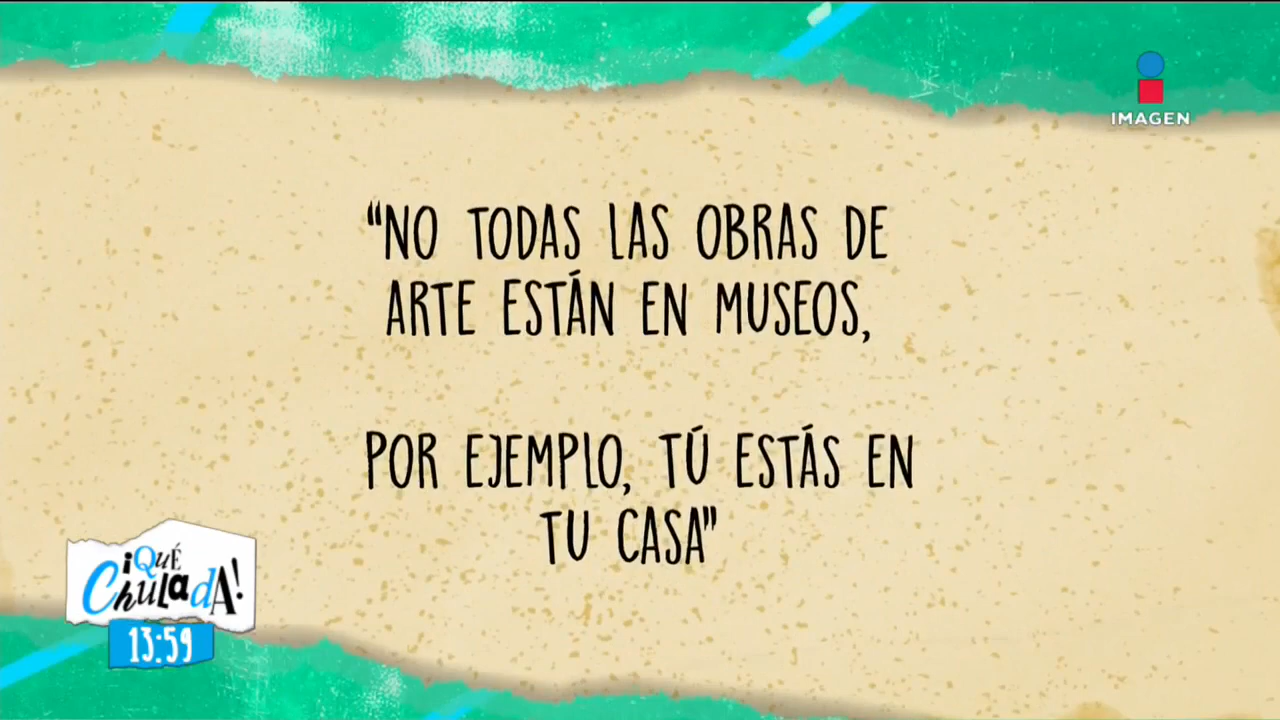 IMAGEN
“NO TODAS LAS OBRAS DE
ARTE ESTÁN EN MUSEOS,
POR EJEMPLO, TÚ ESTÁS EN
TU CASA”
¡QUÉ
CHULADA!
13:59